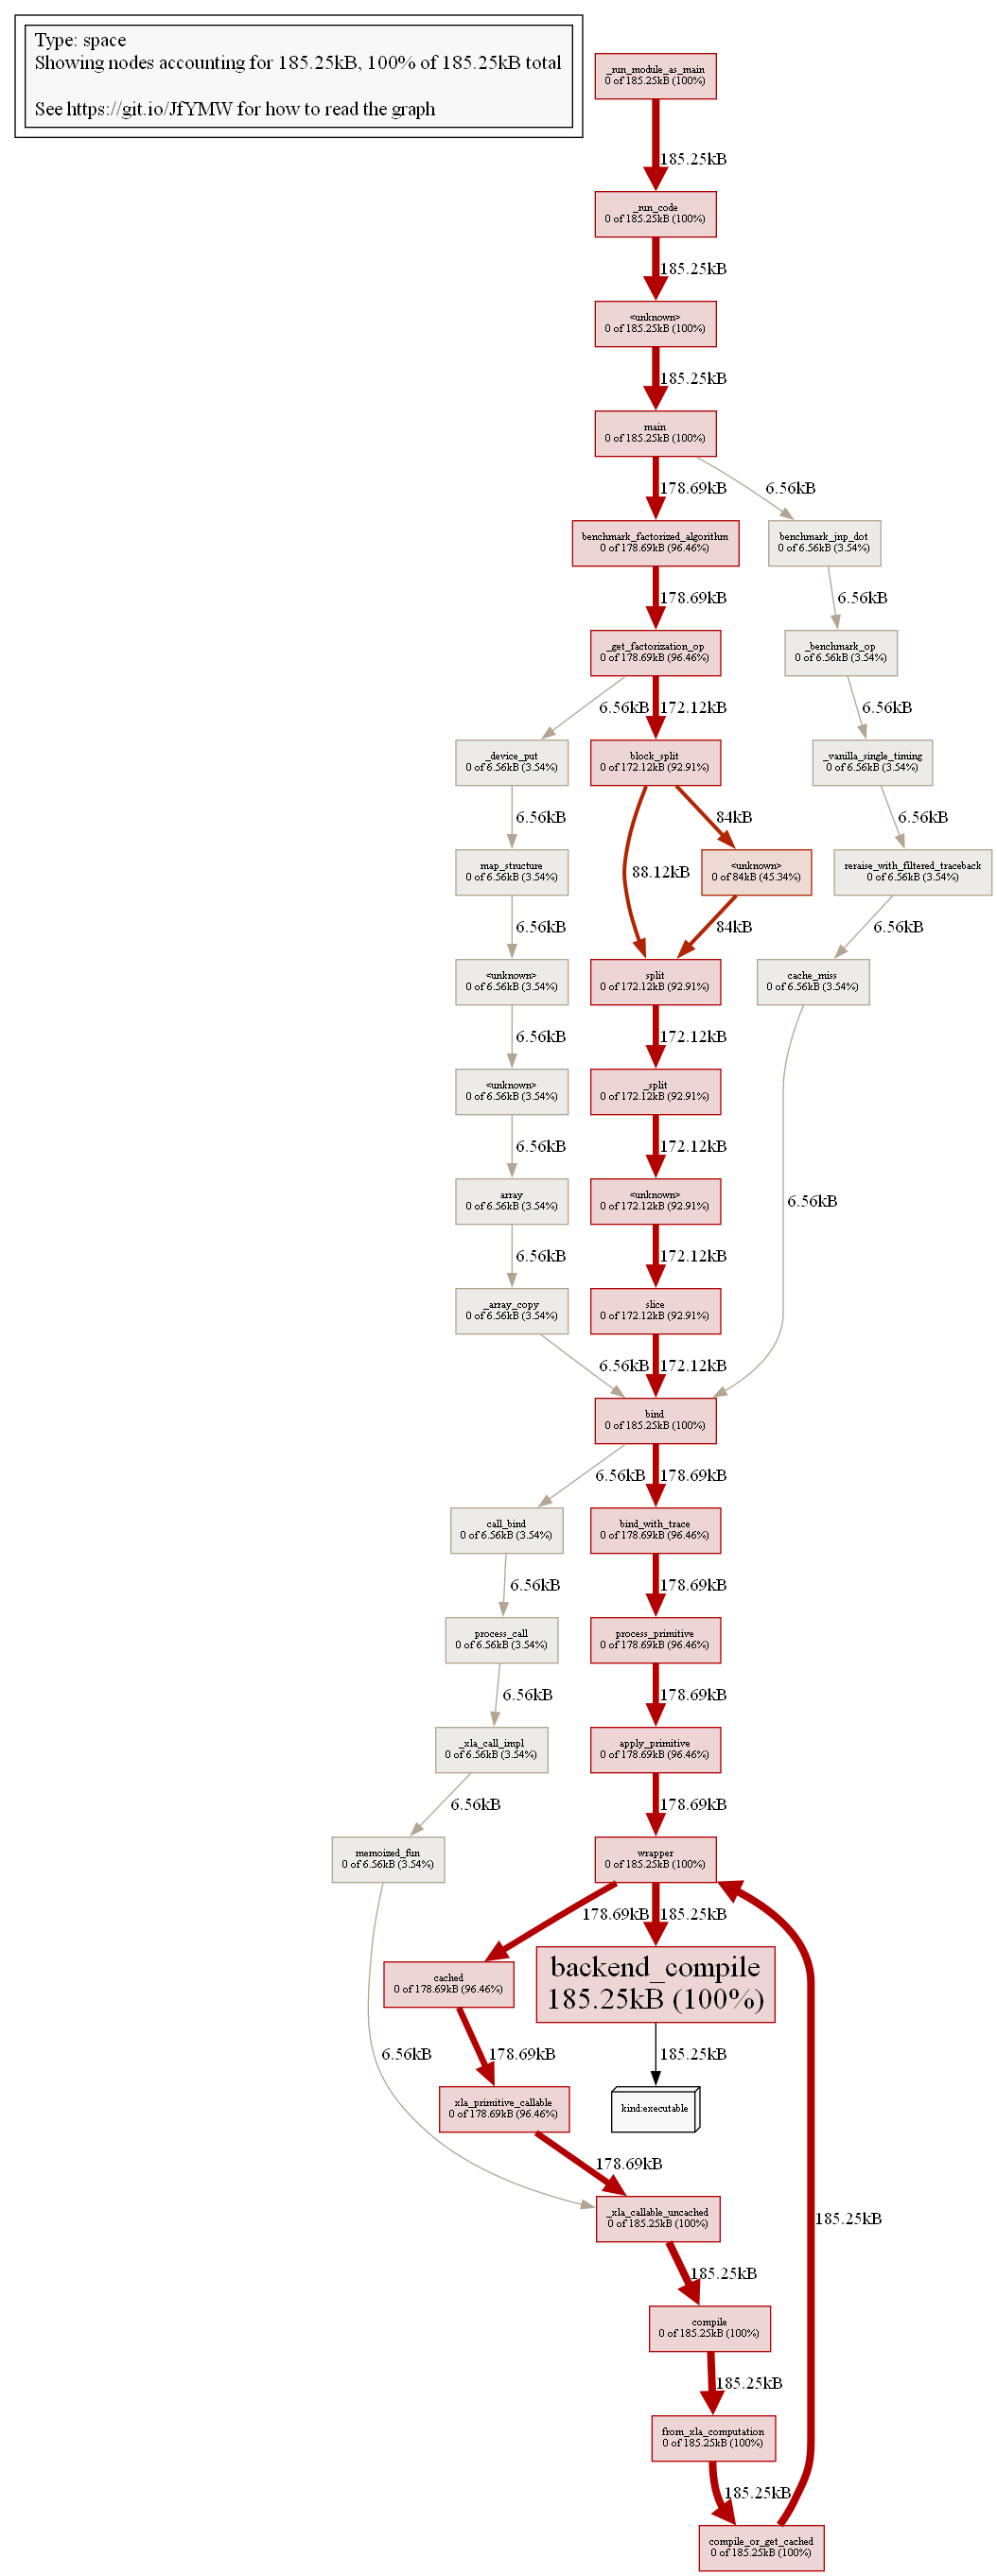 Type: space
Showing nodes accounting for 185.25kB, 100% of 185.25kB total
See https://git.io/JfYMW for how to read the graph
_run_module_as_main
0 of 185.25kB (100%)
185.25kB
_run_code
0 of 185.25kB (100%)
185.25kB
<unknown>
0 of 185.25kB (100%)
185.25kB
main
0 of 185.25kB (100%)
178.69kB
6.56kB
benchmark_factorized_algorithm
0 of 178.69kB (96.46%)
benchmark_jnp_dot
0 of 6.56kB (3.54%)
178.69kB
6.56kB
_get_factorization_op
0 of 178.69kB (96.46%)
_benchmark_op
0 of 6.56kB (3.54%)
6.56kB
172.12kB
6.56kB
_device_put
0 of 6.56kB (3.54%)
block_split
0 of 172.12kB (92.91%)
_vanilla_single_timing
0 of 6.56kB (3.54%)
6.56kB
84kB
6.56kB
map_structure
0 of 6.56kB (3.54%)
88.12kB
<unknown>
0 of 84kB (45.34%)
reraise_with_filtered_traceback
0 of 6.56kB (3.54%)
6.56kB
84kB
6.56kB
<unknown>
0 of 6.56kB (3.54%)
split
0 of 172.12kB (92.91%)
cache_miss
0 of 6.56kB (3.54%)
6.56kB
172.12kB
<unknown>
0 of 6.56kB (3.54%)
_split
0 of 172.12kB (92.91%)
6.56kB
172.12kB
array
0 of 6.56kB (3.54%)
<unknown>
0 of 172.12kB (92.91%)
6.56kB
6.56kB
172.12kB
_array_copy
0 of 6.56kB (3.54%)
slice
0 of 172.12kB (92.91%)
6.56kB
172.12kB
bind
0 of 185.25kB (100%)
6.56kB
178.69kB
call_bind
0 of 6.56kB (3.54%)
bind_with_trace
0 of 178.69kB (96.46%)
6.56kB
178.69kB
process_call
0 of 6.56kB (3.54%)
process_primitive
0 of 178.69kB (96.46%)
6.56kB
178.69kB
_xla_call_impl
0 of 6.56kB (3.54%)
apply_primitive
0 of 178.69kB (96.46%)
6.56kB
178.69kB
memoized_fun
0 of 6.56kB (3.54%)
wrapper
0 of 185.25kB (100%)
178.69kB
185.25kB
cached
0 of 178.69kB (96.46%)
backend_compile
185.25kB (100%)
6.56kB
178.69kB
185.25kB
xla_primitive_callable
0 of 178.69kB (96.46%)
kind:executable
178.69kB
_xla_callable_uncached
0 of 185.25kB (100%)
185.25kB
185.25kB
compile
0 of 185.25kB (100%)
185.25kB
from_xla_computation
0 of 185.25kB (100%)
185.25kB
compile_or_get_cached
0 of 185.25kB (100%)